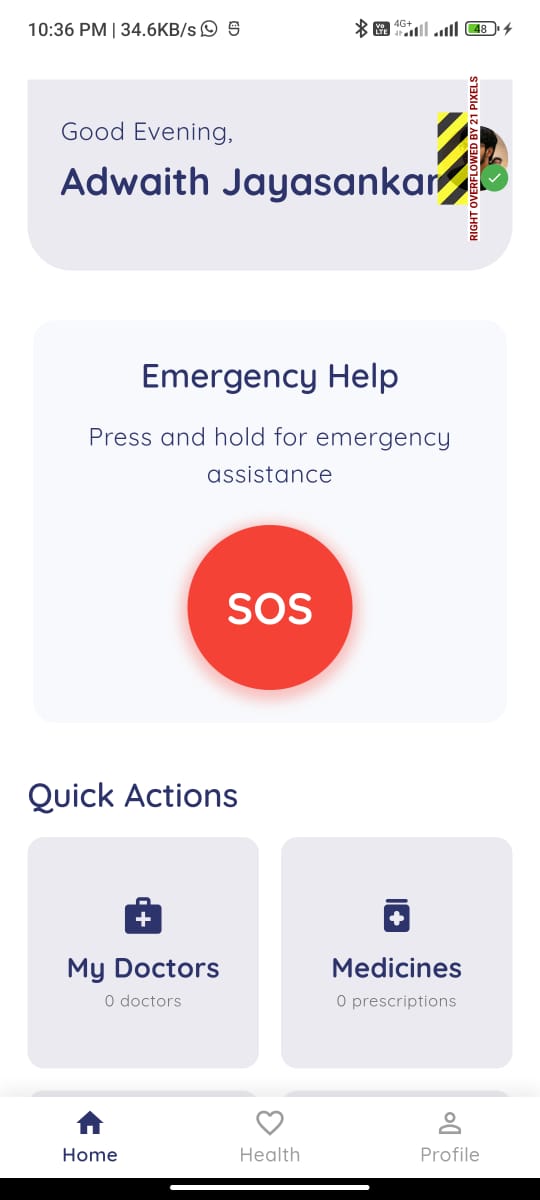 10:36 PM | 34.6KB/s
Vo LTE 4G+ 48
Good Evening,
Adwaith Jayasankar
RIGHT OVERFLOWED BY 21 PIXELS
Emergency Help
Press and hold for emergency
assistance
SOS
Quick Actions
My Doctors
0 doctors
Medicines
0 prescriptions
Home
Health
Profile